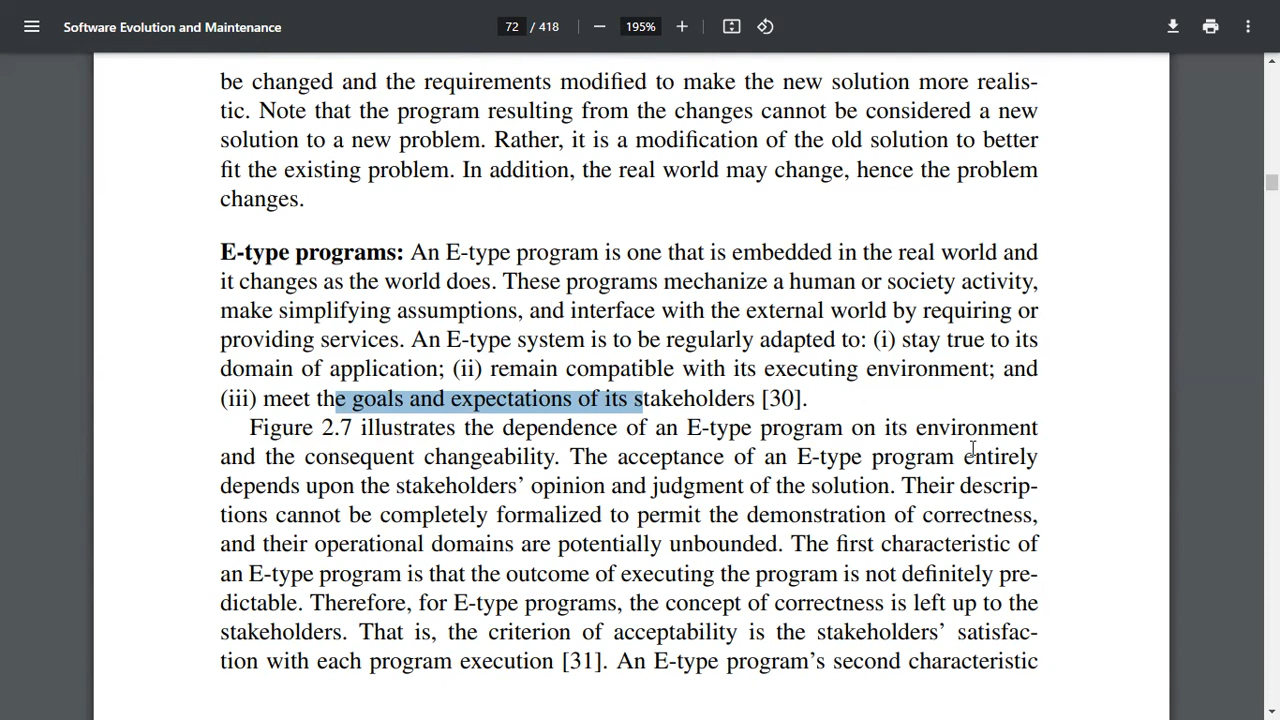 Software Evolution and Maintenance
72 / 418
195%
be changed and the requirements modified to make the new solution more realis-
tic. Note that the program resulting from the changes cannot be considered a new
solution to a new problem. Rather, it is a modification of the old solution to better
fit the existing problem. In addition, the real world may change, hence the problem
changes.
E-type programs: An E-type program is one that is embedded in the real world and
it changes as the world does. These programs mechanize a human or society activity,
make simplifying assumptions, and interface with the external world by requiring or
providing services. An E-type system is to be regularly adapted to: (i) stay true to its
domain of application; (ii) remain compatible with its executing environment; and
(iii) meet the goals and expectations of its stakeholders [30].
Figure 2.7 illustrates the dependence of an E-type program on its environment
and the consequent changeability. The acceptance of an E-type program entirely
depends upon the stakeholders’ opinion and judgment of the solution. Their descrip-
tions cannot be completely formalized to permit the demonstration of correctness,
and their operational domains are potentially unbounded. The first characteristic of
an E-type program is that the outcome of executing the program is not definitely pre-
dictable. Therefore, for E-type programs, the concept of correctness is left up to the
stakeholders. That is, the criterion of acceptability is the stakeholders’ satisfac-
tion with each program execution [31]. An E-type program’s second characteristic